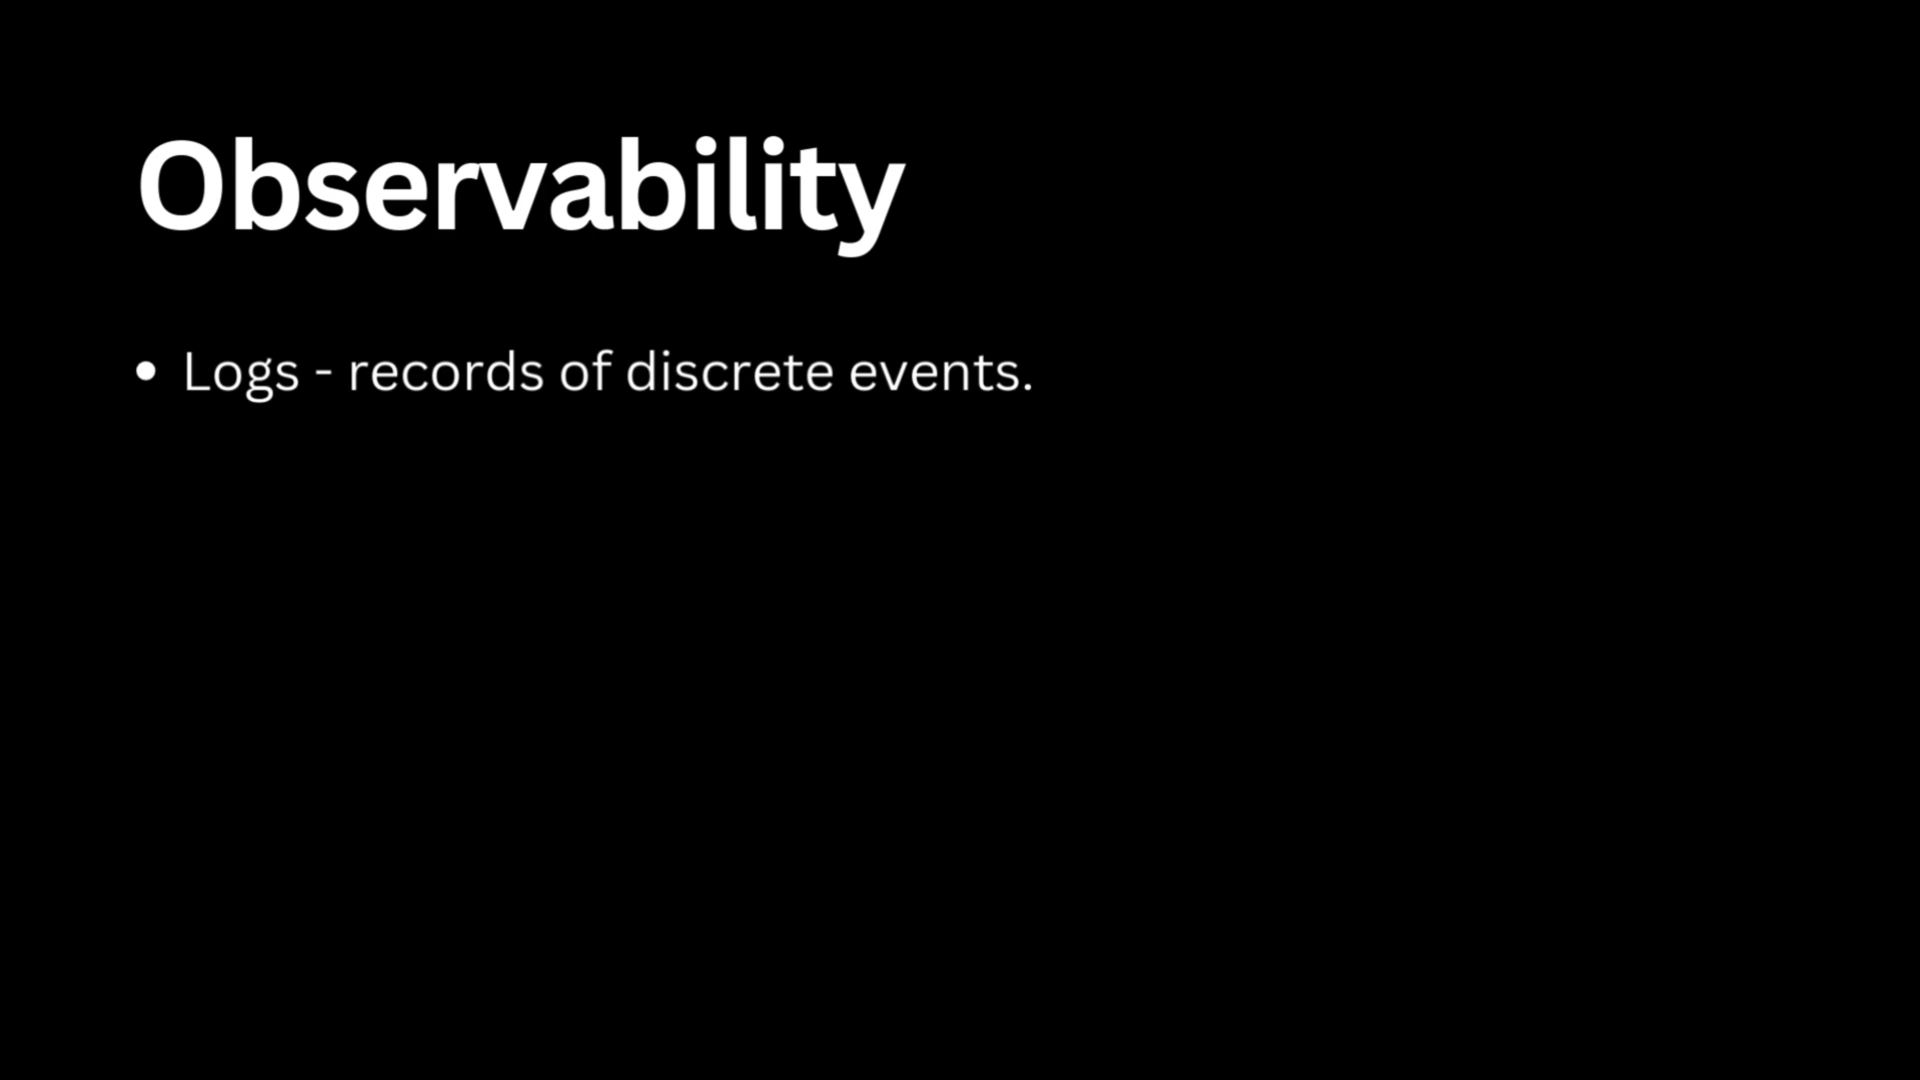 Observability
• Logs - records of discrete events.